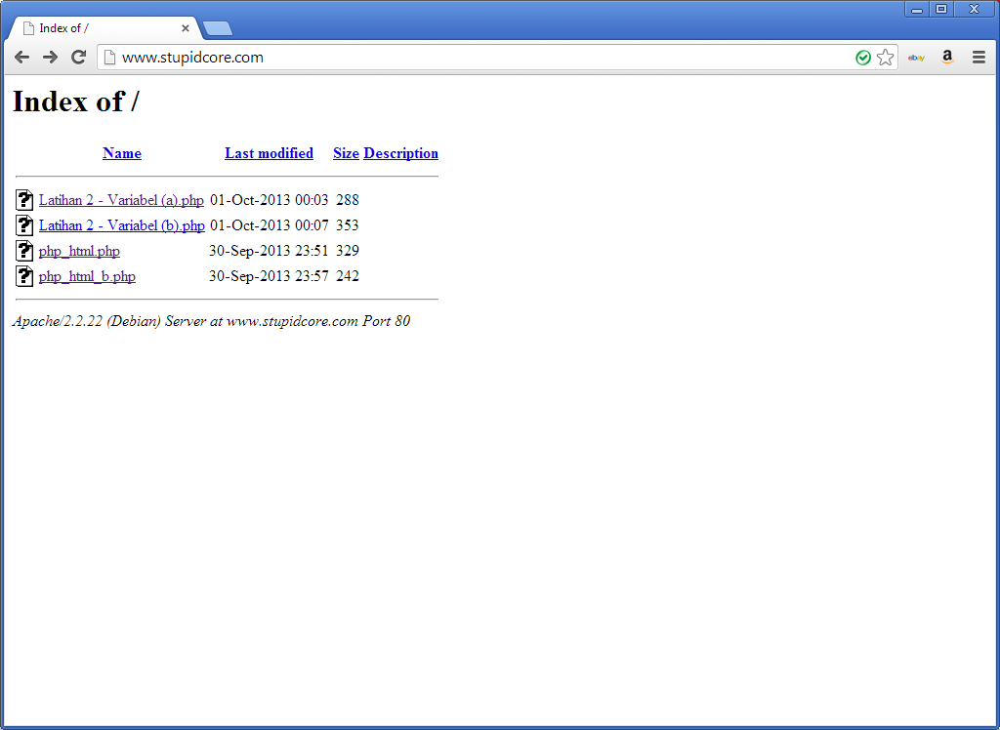 Index of /
www.stupidcore.com
ebay
a
Index of /
Name Last modified Size Description
Latihan 2 - Variabel (a).php 01-Oct-2013 00:03 288
Latihan 2 - Variabel (b).php 01-Oct-2013 00:07 353
php_html.php 30-Sep-2013 23:51 329
php_html_b.php 30-Sep-2013 23:57 242
Apache/2.2.22 (Debian) Server at www.stupidcore.com Port 80